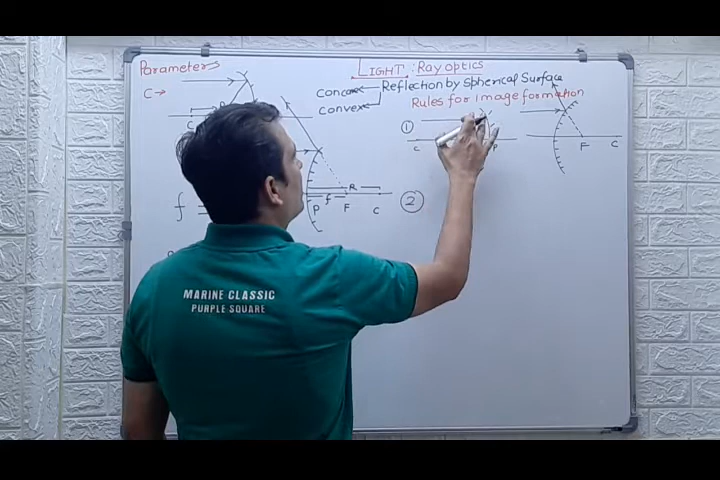 Parameters
LIGHT : Ray optics
C →
Concave
Reflection by Spherical Surface
Convex
Rules for image formation
①
C
P
F
C
R
f
P
F
C
②
C
f =
MARINE CLASSIC
PURPLE SQUARE